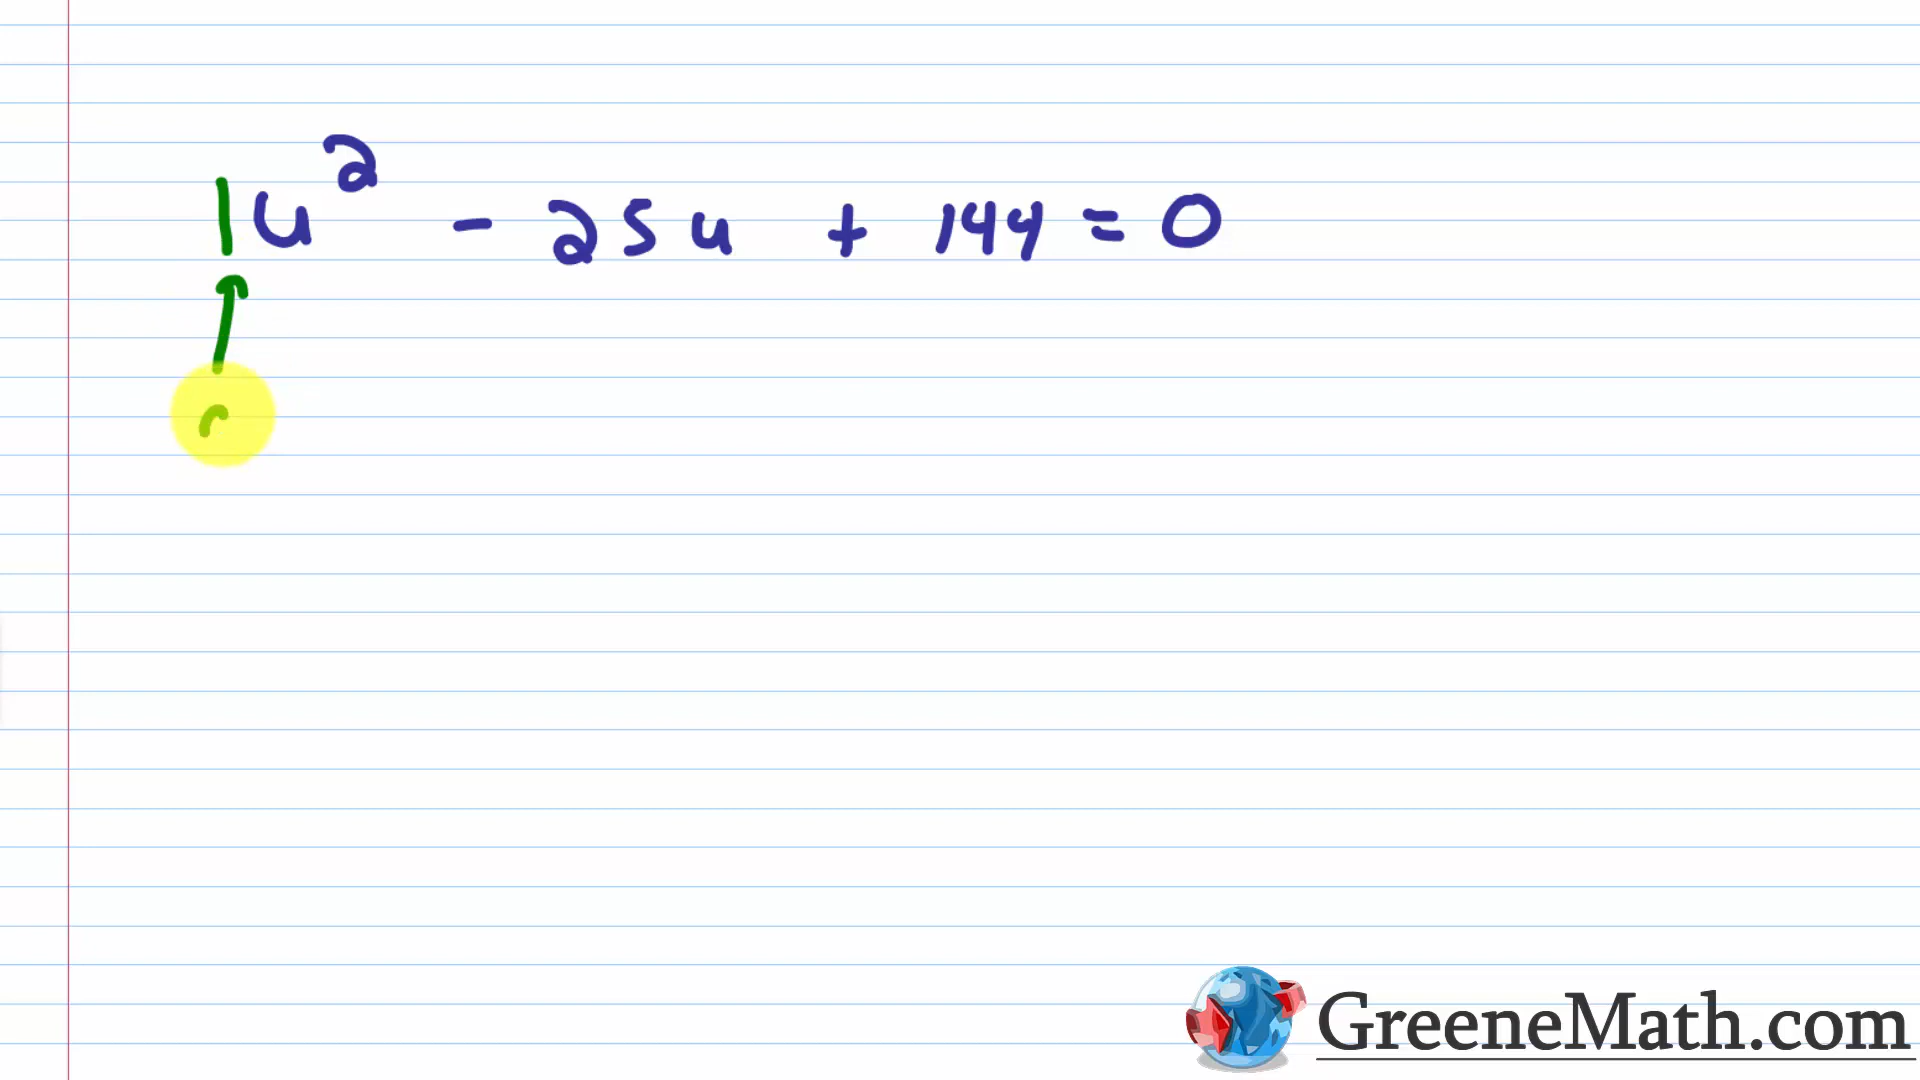 1u² - 25u + 144 = 0
GreeneMath.com